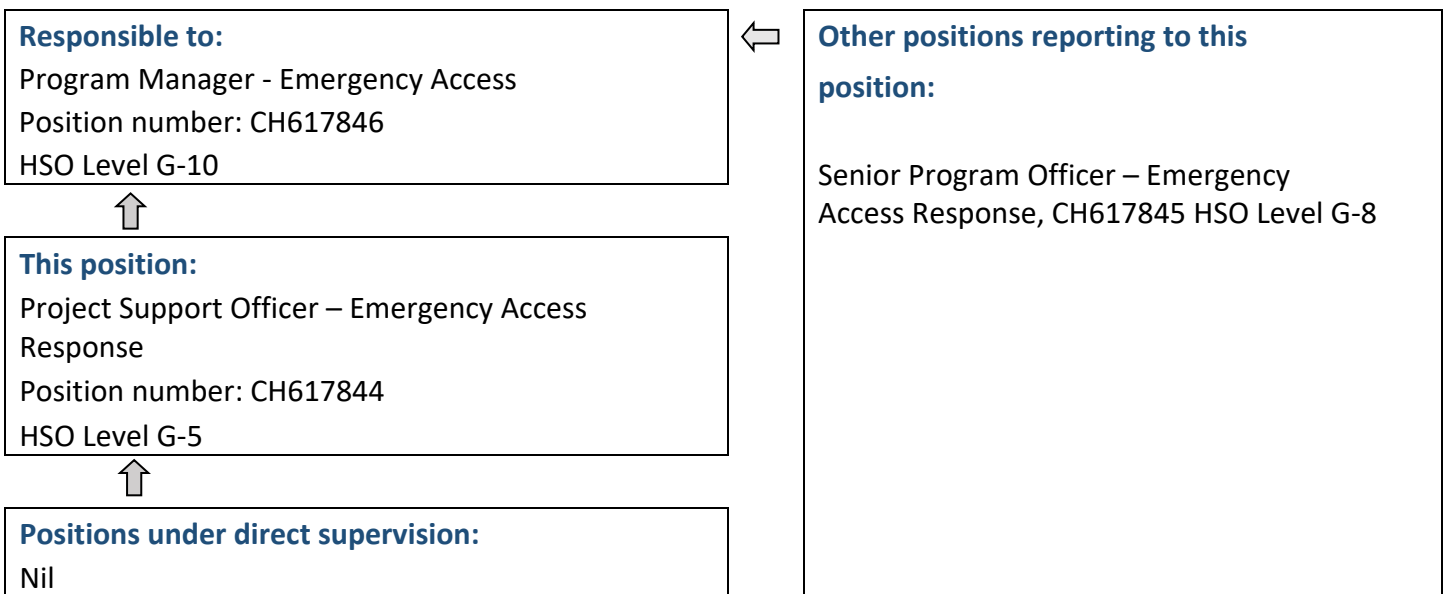 Responsible to:
Program Manager - Emergency Access
Position number: CH617846
HSO Level G-10
This position:
Project Support Officer – Emergency Access
Response
Position number: CH617844
HSO Level G-5
Positions under direct supervision:
Nil
Other positions reporting to this
position:
Senior Program Officer – Emergency
Access Response, CH617845 HSO Level G-8